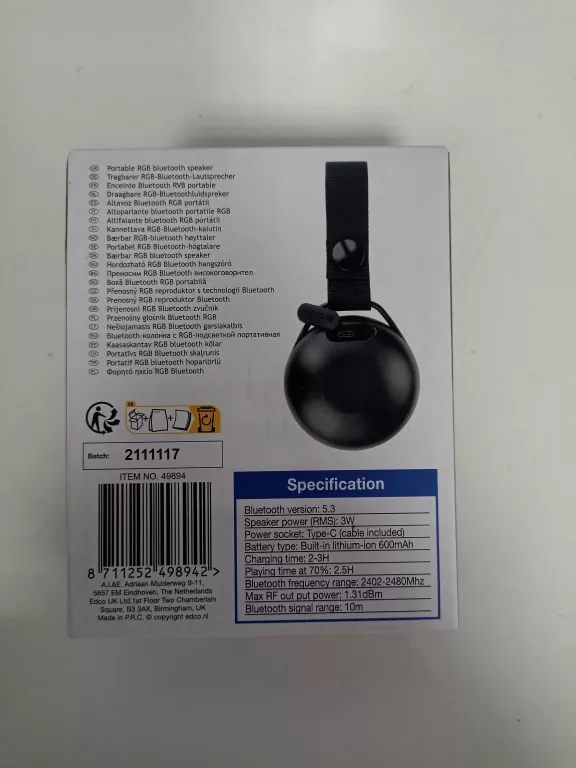 Portable RGB bluetooth speaker
Tragbarer RGB-Bluetooth-Lautsprecher
Enceinte Bluetooth RVB portable
Draagbare RGB-Bluetoothluidspreker
Altavoz Bluetooth RGB portátil
Altoparlante bluetooth portatile RGB
Altifalante bluetooth RGB portátil
Kannettava RGB-Bluetooth-kaiutin
Bærbar RGB-bluetooth høyttaler
Portabel RGB Bluetooth-högtalare
Bærbar RGB bluetooth speaker
Hordozható RGB Bluetooth hangszóró
Преносим RGB Bluetooth високоговорител
Boxă Bluetooth RGB portabilă
Přenosný RGB reproduktor s technologií Bluetooth
Prenosný RGB reproduktor Bluetooth
Prijenosni RGB Bluetooth zvučnik
Przenośny głośnik Bluetooth RGB
Nešiojamasis RGB Bluetooth garsiakalbis
Bluetooth-колонка с RGB-подсветкой портативная
Kaasaskantav RGB bluetooth kõlar
Portatīvs RGB Bluetooth skaļrunis
Portatif RGB bluetooth hoparlörlü
Φορητό ηχείο RGB Bluetooth
FR
Batch: 2111117
ITEM NO. 49894
8 711252 498942 >
A.I.&E. Adriaan Mulderweg 9-11,
5657 EM Eindhoven, The Netherlands
Edco UK Ltd,1st Floor Two Chamberlain
Square, B3 3AX, Birmingham, UK
Made in P.R.C. © copyright edco.nl
Specification
Bluetooth version: 5.3
Speaker power (RMS): 3W
Power socket: Type-C (cable included)
Battery type: Built-in lithium-ion 600mAh
Charging time: 2-3H
Playing time at 70%: 2.5H
Bluetooth frequency range: 2402-2480Mhz
Max RF out put power: 1.31dBm
Bluetooth signal range: 10m